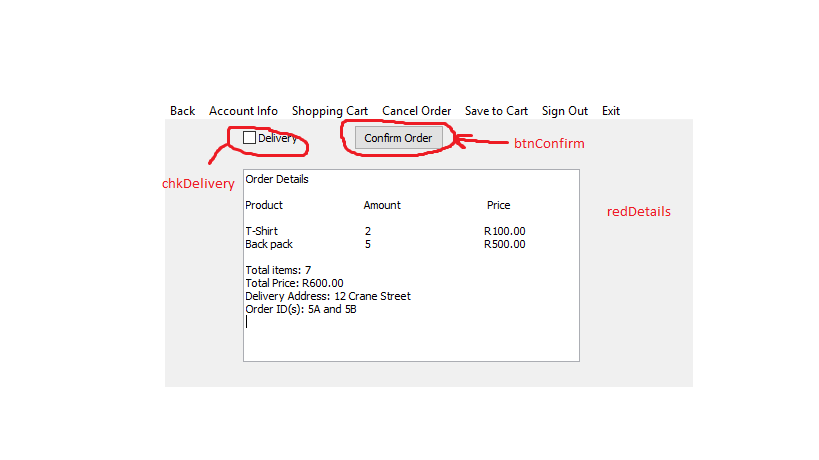 Back Account Info Shopping Cart Cancel Order Save to Cart Sign Out Exit
Delivery Confirm Order
btnConfirm
chkDelivery
Order Details
redDetails
Product Amount Price
T-Shirt 2 R100.00
Back pack 5 R500.00
Total items: 7
Total Price: R600.00
Delivery Address: 12 Crane Street
Order ID(s): 5A and 5B